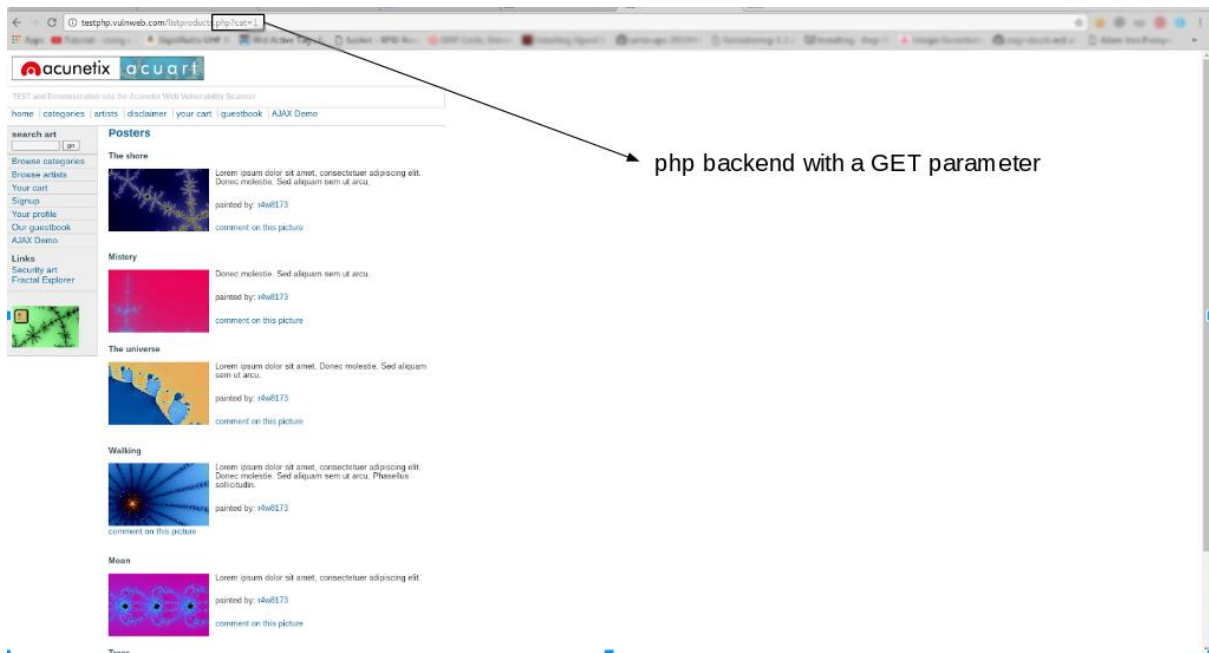 testphp.vulnweb.com/listproducts.php?cat=1
Apps
acunetix acuart
TEST and Demonstration site for Acunetix Web Vulnerability Scanner
home | categories | artists | disclaimer | your cart | guestbook | AJAX Demo
search art
go
Browse categories
Browse artists
Your cart
Signup
Your profile
Our guestbook
AJAX Demo
Links
Security art
Fractal Explorer
Posters
The shore
Lorem ipsum dolor sit amet, consectetuer adipiscing elit.
Donec molestie. Sed aliquam sem ut arcu.
painted by: r4w8173
comment on this picture
Mistery
Donec molestie. Sed aliquam sem ut arcu.
painted by: r4w8173
comment on this picture
The universe
Lorem ipsum dolor sit amet. Donec molestie. Sed aliquam
sem ut arcu.
painted by: r4w8173
comment on this picture
Walking
Lorem ipsum dolor sit amet, consectetuer adipiscing elit.
Donec molestie. Sed aliquam sem ut arcu. Phasellus
sollicitudin.
painted by: r4w8173
comment on this picture
Mean
Lorem ipsum dolor sit amet, consectetuer adipiscing elit.
painted by: r4w8173
comment on this picture
php backend with a GET parameter